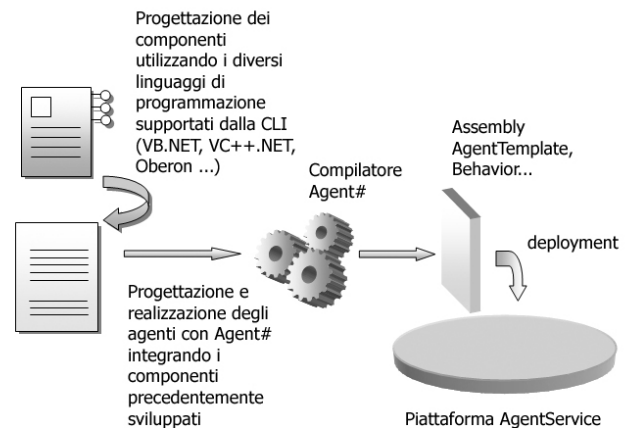 Progettazione dei
componenti
utilizzando i diversi
linguaggi di
programmazione
supportati dalla CLI
(VB.NET, VC++.NET,
Oberon ...)
Compilatore
Agent#
Assembly
AgentTemplate,
Behavior...
deployment
Progettazione e
realizzazione degli
agenti con Agent#
integrando i
componenti
precedentemente
sviluppati
Piattaforma AgentService